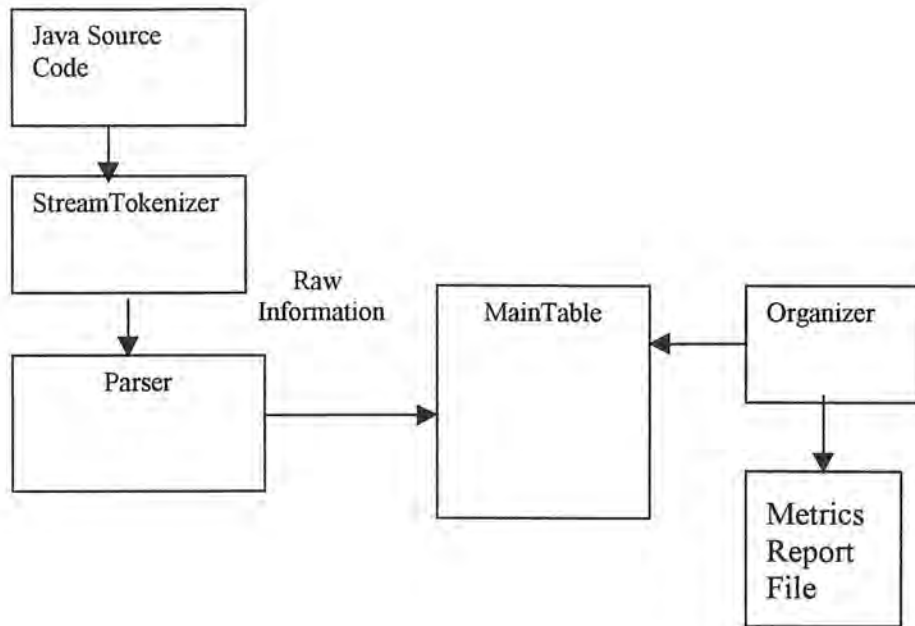 Java Source
Code
StreamTokenizer
Raw
Information
Parser
MainTable
Organizer
Metrics
Report
File